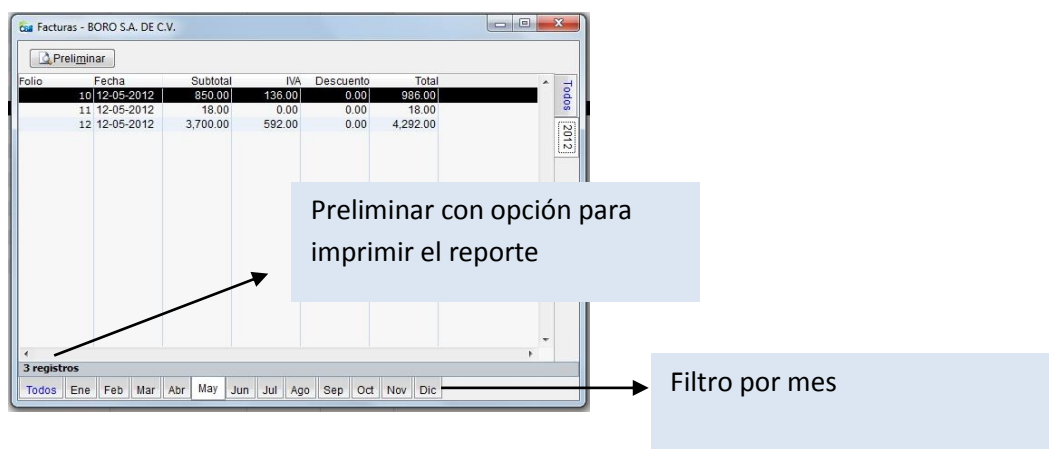 Facturas - BORO S.A. DE C.V.
Preliminar
Folio Fecha Subtotal IVA Descuento Total
10 12-05-2012 850.00 136.00 0.00 986.00
11 12-05-2012 18.00 0.00 0.00 18.00
12 12-05-2012 3,700.00 592.00 0.00 4,292.00
Todos
2012
Preliminar con opción para
imprimir el reporte
3 registros
Todos Ene Feb Mar Abr May Jun Jul Ago Sep Oct Nov Dic
Filtro por mes